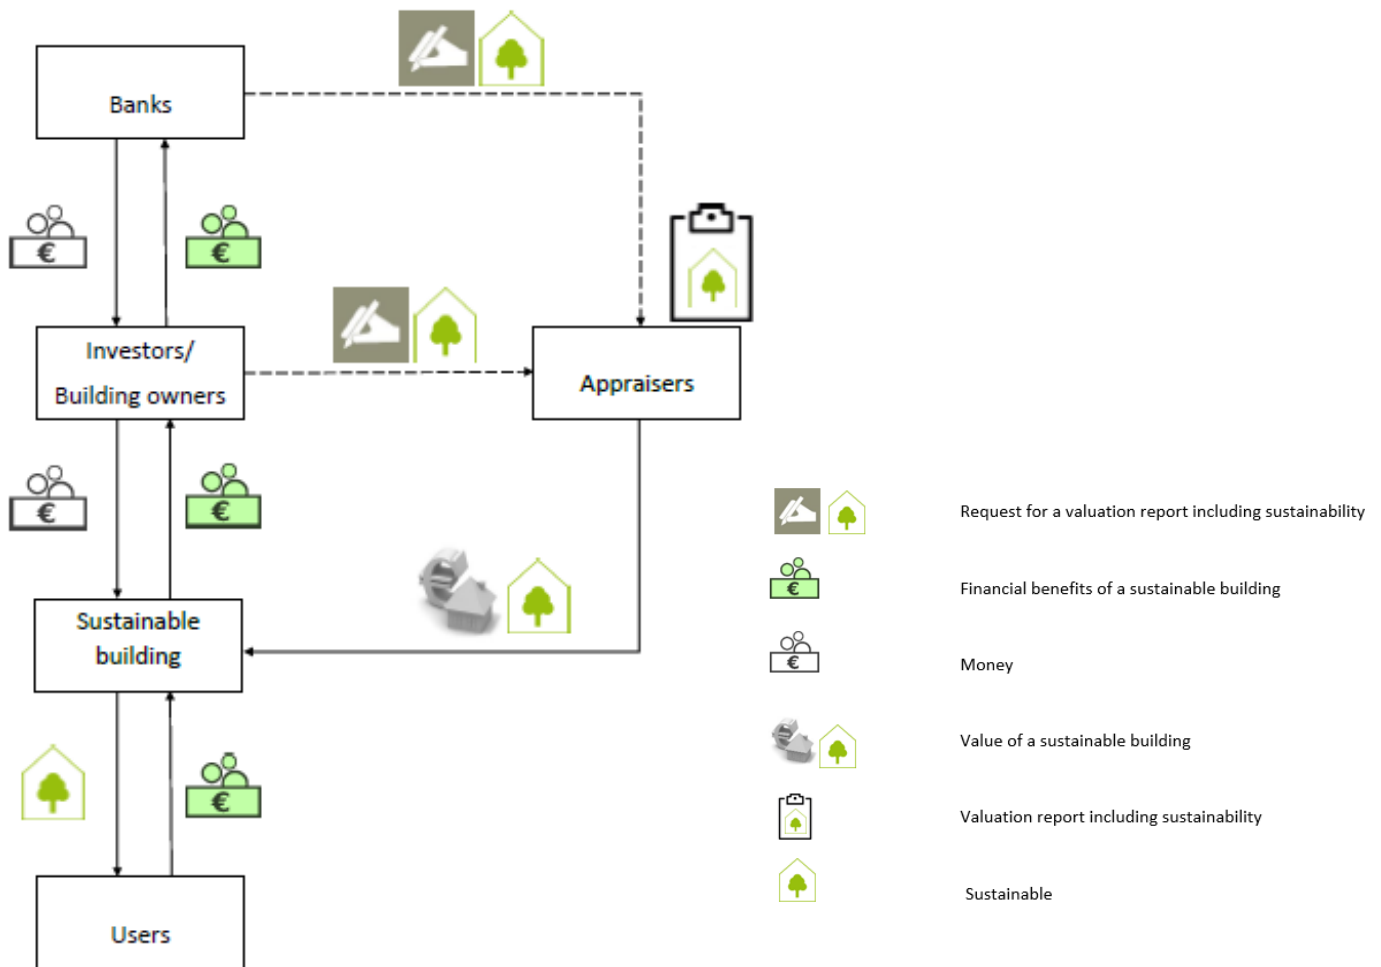 Banks
€
€
Investors/
Building owners
Appraisers
€
€
Sustainable
building
€
Users
Request for a valuation report including sustainability
€
Financial benefits of a sustainable building
€
Money
Value of a sustainable building
Valuation report including sustainability
Sustainable